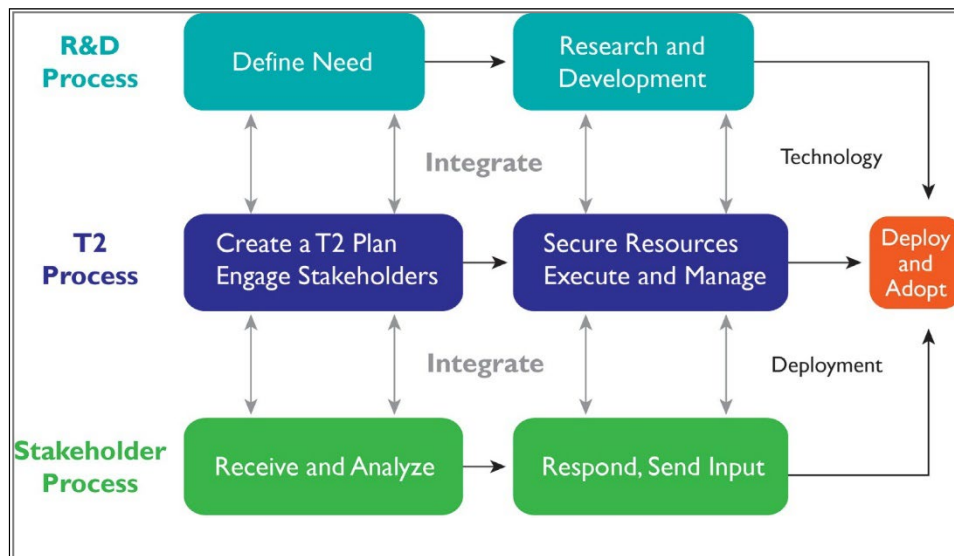 R&D
Process
Define Need
Research and
Development
Integrate
Technology
T2
Process
Create a T2 Plan
Engage Stakeholders
Secure Resources
Execute and Manage
Deploy
and
Adopt
Integrate
Deployment
Stakeholder
Process
Receive and Analyze
Respond, Send Input